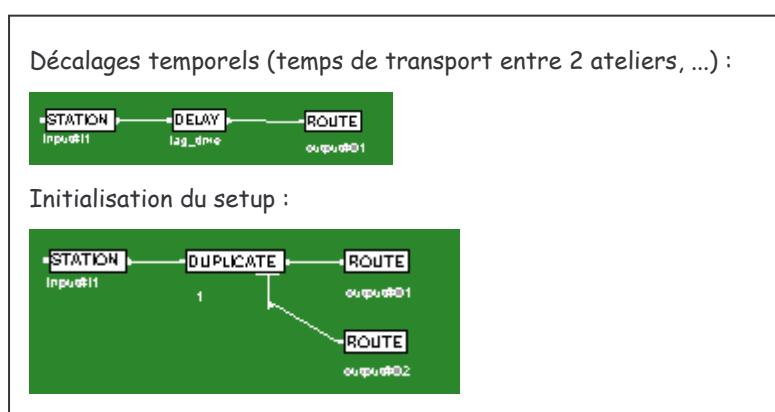 Décalages temporels (temps de transport entre 2 ateliers, ...) :
STATION DELAY ROUTE
input#I1 lag_time output#O1
Initialisation du setup :
STATION DUPLICATE ROUTE
input#I1 1 output#O1
ROUTE
output#O2